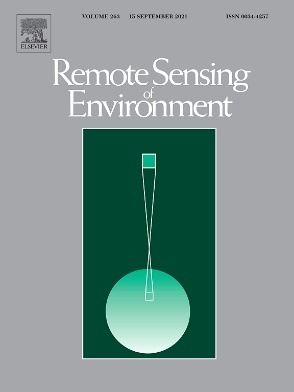 VOLUME 263 15 SEPTEMBER 2021 ISSN 0034-4257
ELSEVIER
Remote Sensing
of
Environment